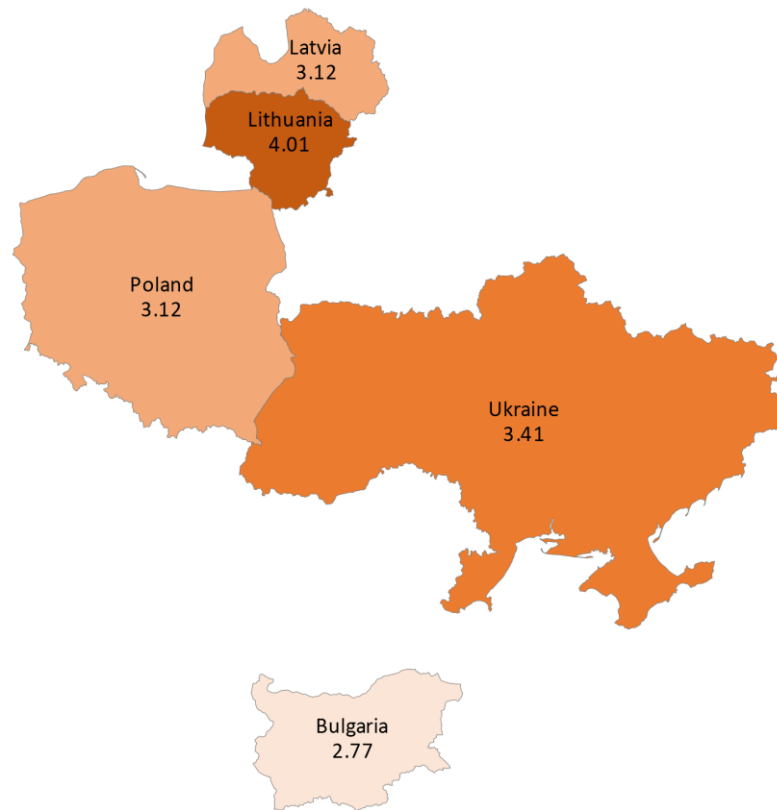 Latvia
3.12
Lithuania
4.01
Poland
3.12
Ukraine
3.41
Bulgaria
2.77